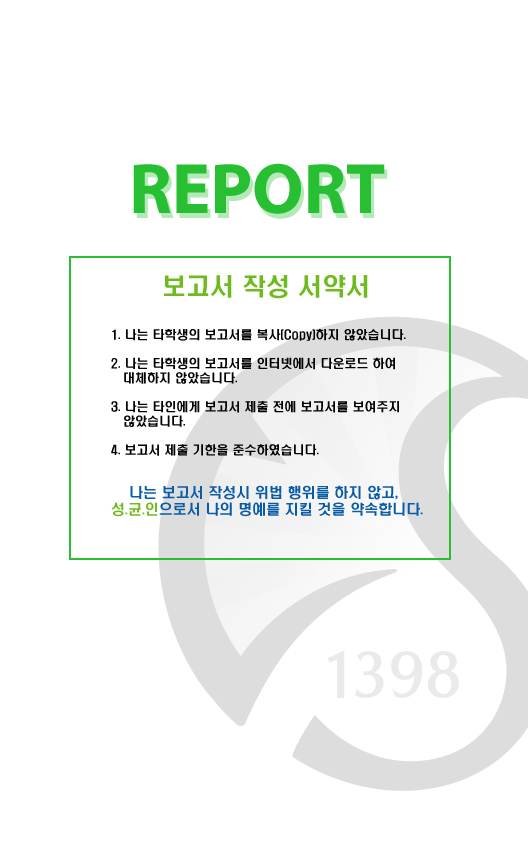 REPORT
보고서 작성 서약서
1. 나는 타학생의 보고서를 복사(Copy)하지 않았습니다.
2. 나는 타학생의 보고서를 인터넷에서 다운로드 하여
대체하지 않았습니다.
3. 나는 타인에게 보고서 제출 전에 보고서를 보여주지
않았습니다.
4. 보고서 제출 기한을 준수하였습니다.
나는 보고서 작성시 위법 행위를 하지 않고,
성.균.인으로서 나의 명예를 지킬 것을 약속합니다.
1398